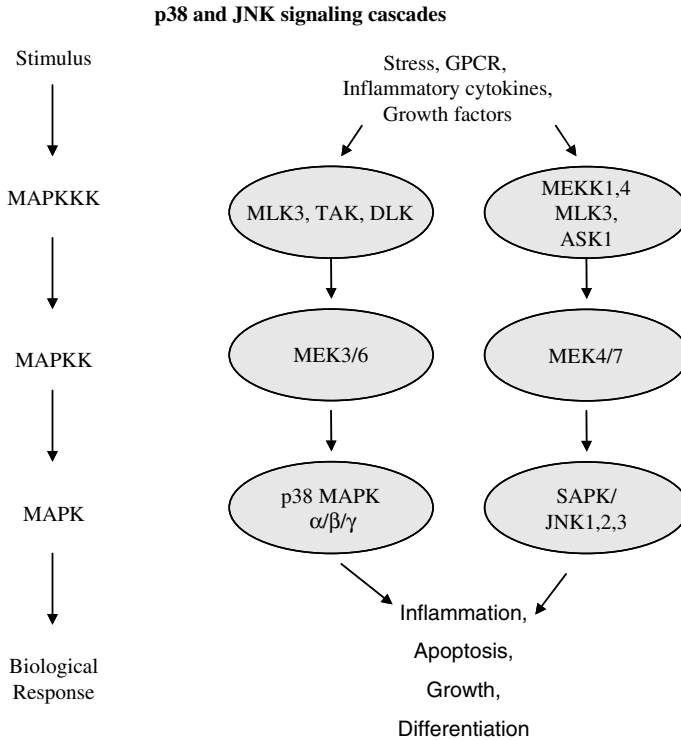 p38 and JNK signaling cascades
Stimulus
Stress, GPCR,
Inflammatory cytokines,
Growth factors
MAPKKK
MLK3, TAK, DLK
MEKK1,4
MLK3,
ASK1
MAPKK
MEK3/6
MEK4/7
MAPK
p38 MAPK
α/β/γ
SAPK/
JNK1,2,3
Biological
Response
Inflammation,
Apoptosis,
Growth,
Differentiation